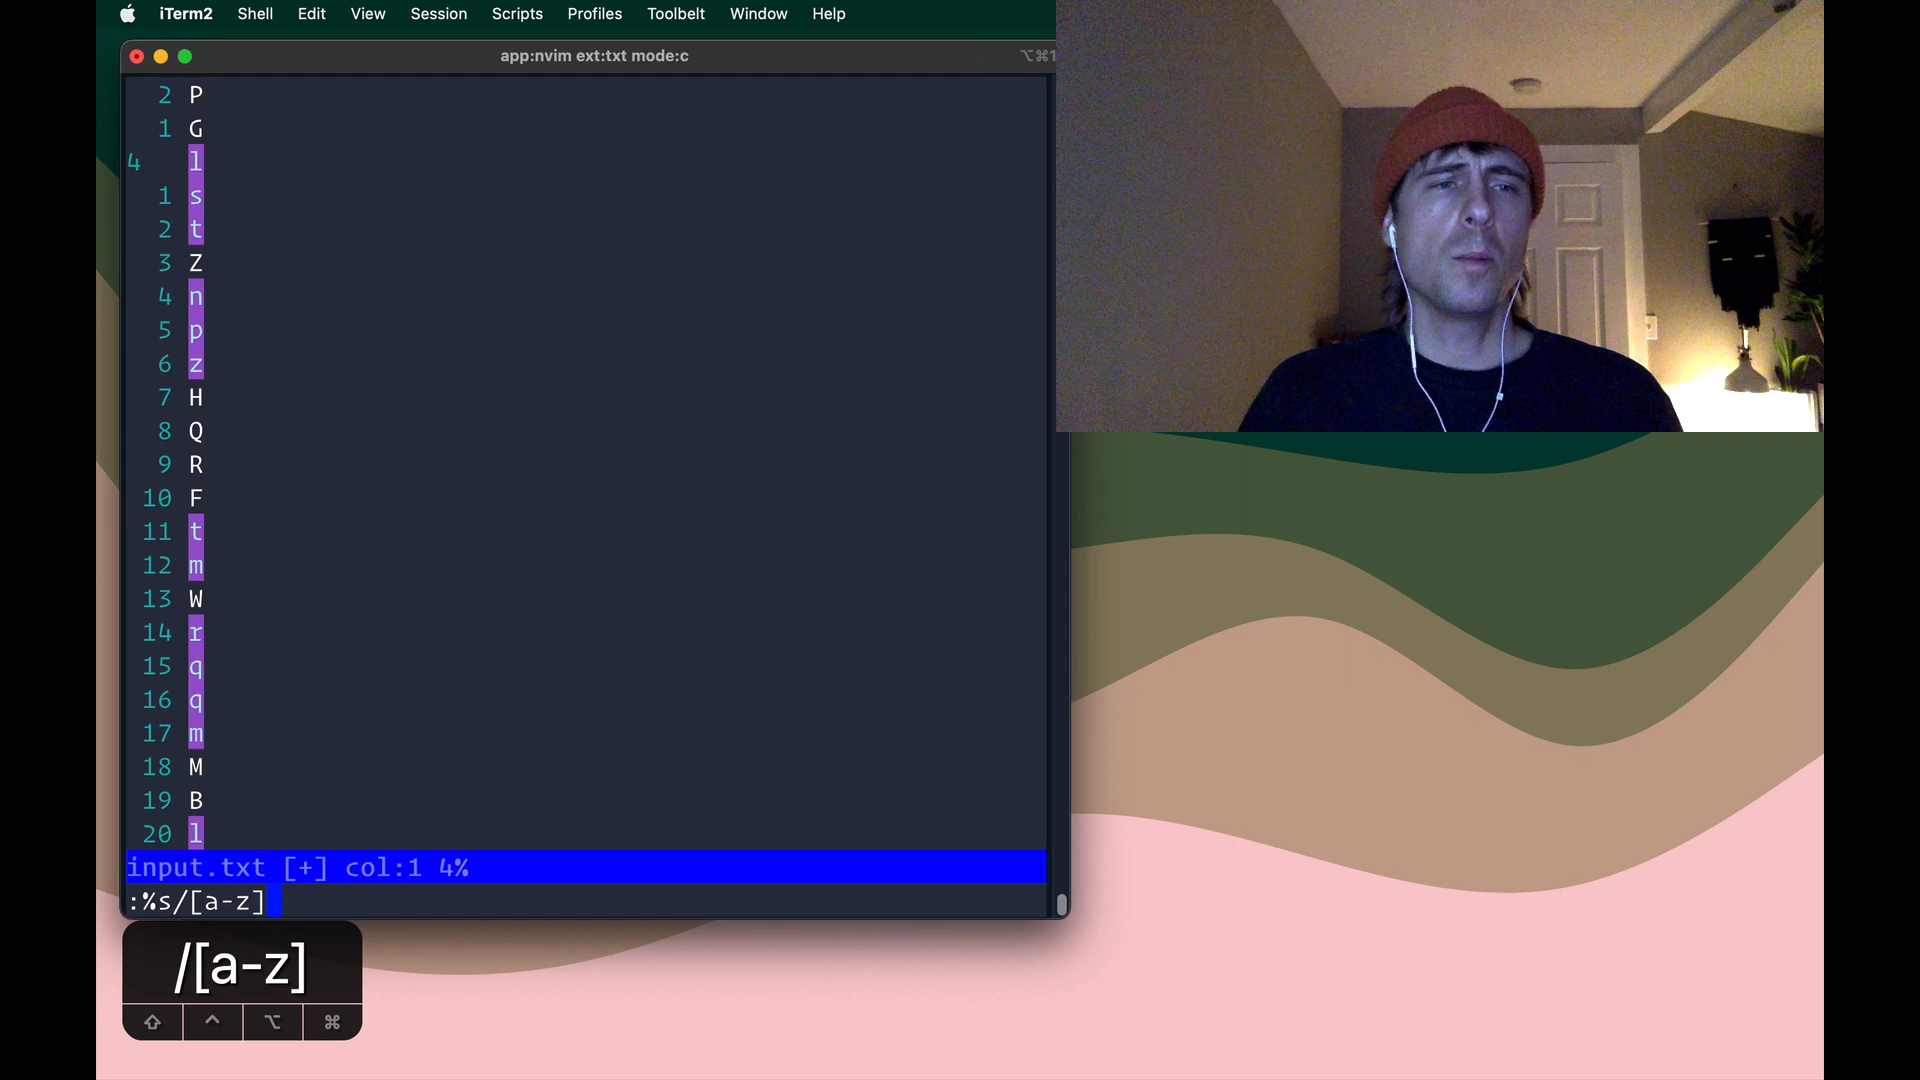 iTerm2 Shell Edit View Session Scripts Profiles Toolbelt Window Help
app:nvim ext:txt mode:c ⌥⌘1
2 P
1 G
4 l
1 s
2 t
3 Z
4 n
5 p
6 z
7 H
8 Q
9 R
10 F
11 t
12 m
13 W
14 r
15 q
16 q
17 m
18 M
19 B
20 l
input.txt [+] col:1 4%
:%s/[a-z]
/[a-z]
⇧ ^ ⌥ ⌘